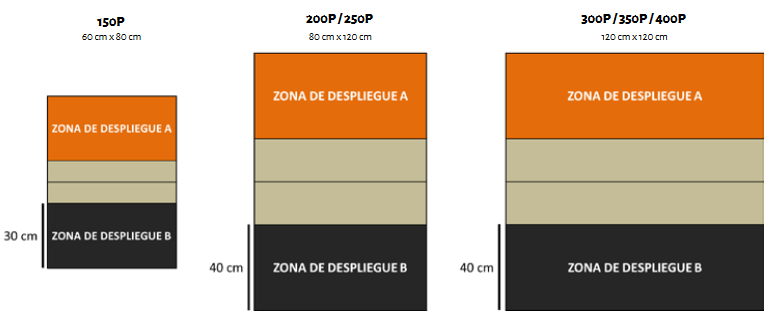 150P
60 cm x 80 cm
ZONA DE DESPLIEGUE A
30 cm
ZONA DE DESPLIEGUE B
200P / 250P
80 cm x 120 cm
ZONA DE DESPLIEGUE A
40 cm
ZONA DE DESPLIEGUE B
300P / 350P / 400P
120 cm x 120 cm
ZONA DE DESPLIEGUE A
40 cm
ZONA DE DESPLIEGUE B